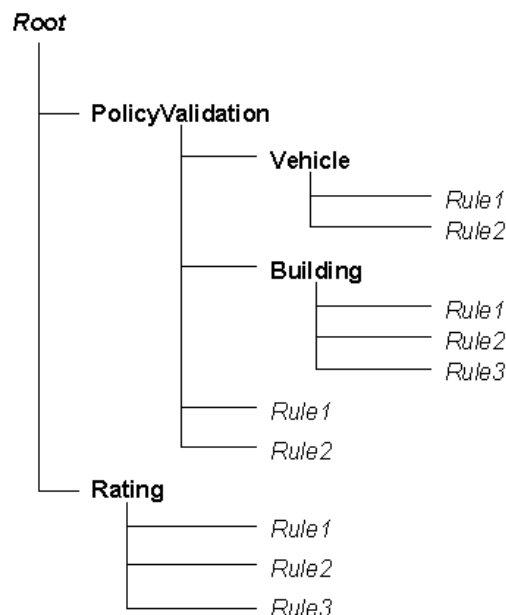 Root
PolicyValidation
Vehicle
Rule1
Rule2
Building
Rule1
Rule2
Rule3
Rule1
Rule2
Rating
Rule1
Rule2
Rule3